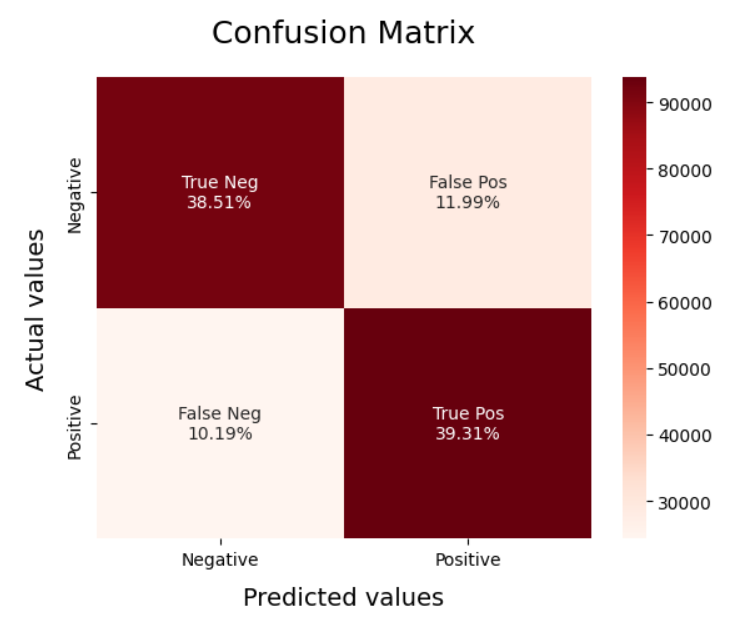 Confusion Matrix
Actual values
Negative
Positive
True Neg
38.51%
False Pos
11.99%
False Neg
10.19%
True Pos
39.31%
Negative
Positive
Predicted values
90000
80000
70000
60000
50000
40000
30000